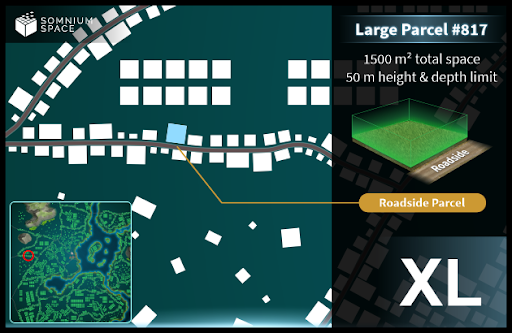 SOMNIUM
SPACE
Large Parcel #817
1500 m² total space
50 m height & depth limit
Roadside
Roadside Parcel
XL